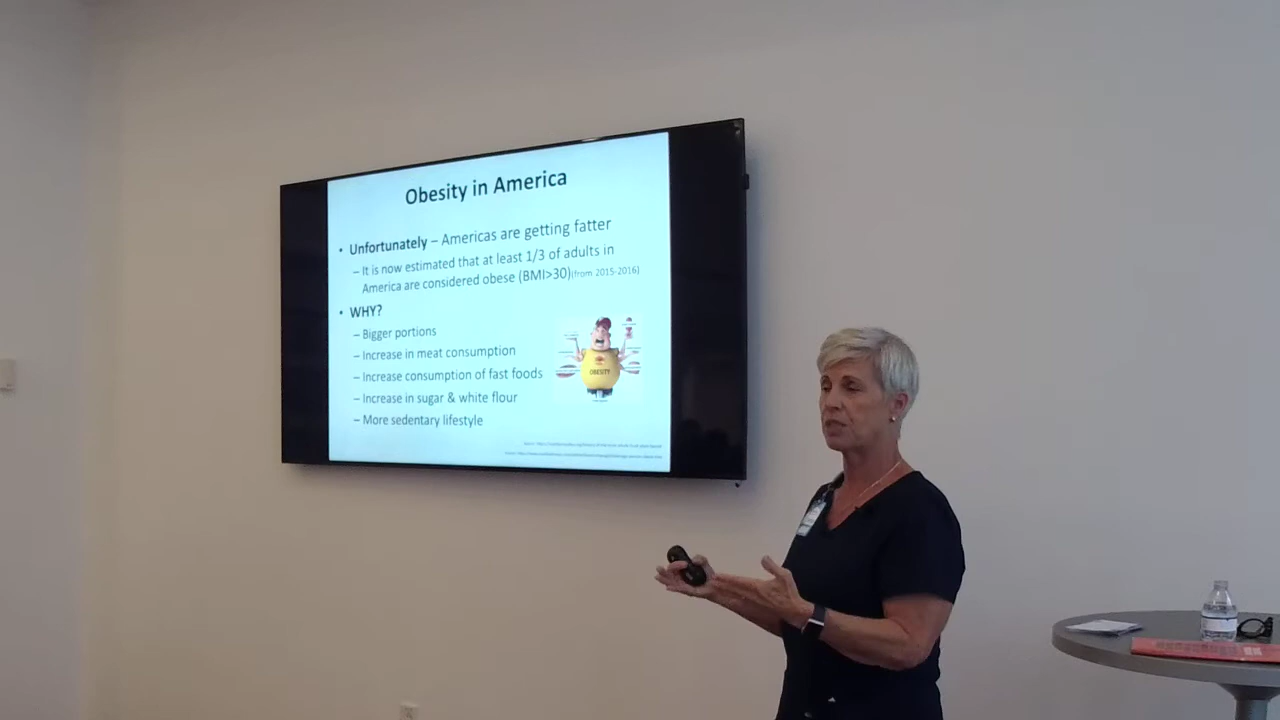 Obesity in America
• Unfortunately – Americas are getting fatter
– It is now estimated that at least 1/3 of adults in
America are considered obese (BMI>30)(from 2015-2016)
• WHY?
– Bigger portions
– Increase in meat consumption
– Increase consumption of fast foods
– Increase in sugar & white flour
– More sedentary lifestyle
OBESITY